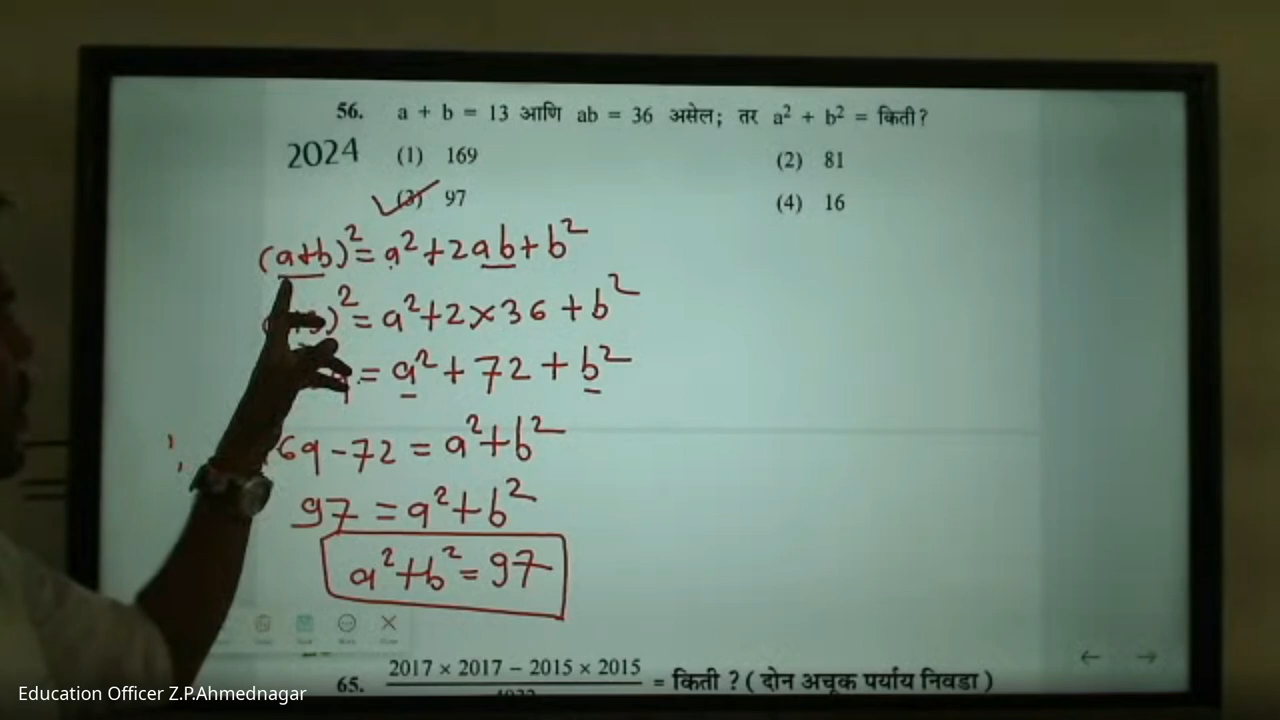 56. a + b = 13 आणि ab = 36 असेल; तर a² + b² = किती?
2024 (1) 169 (2) 81
(3) 97 (4) 16
(a+b)² = a² + 2ab + b²
)² = a² + 2 × 36 + b²
= a² + 72 + b²
69 - 72 = a² + b²
97 = a² + b²
a² + b² = 97
65. 2017 × 2017 − 2015 × 2015 = किती ? ( दोन अचूक पर्याय निवडा )
Education Officer Z.P.Ahmednagar